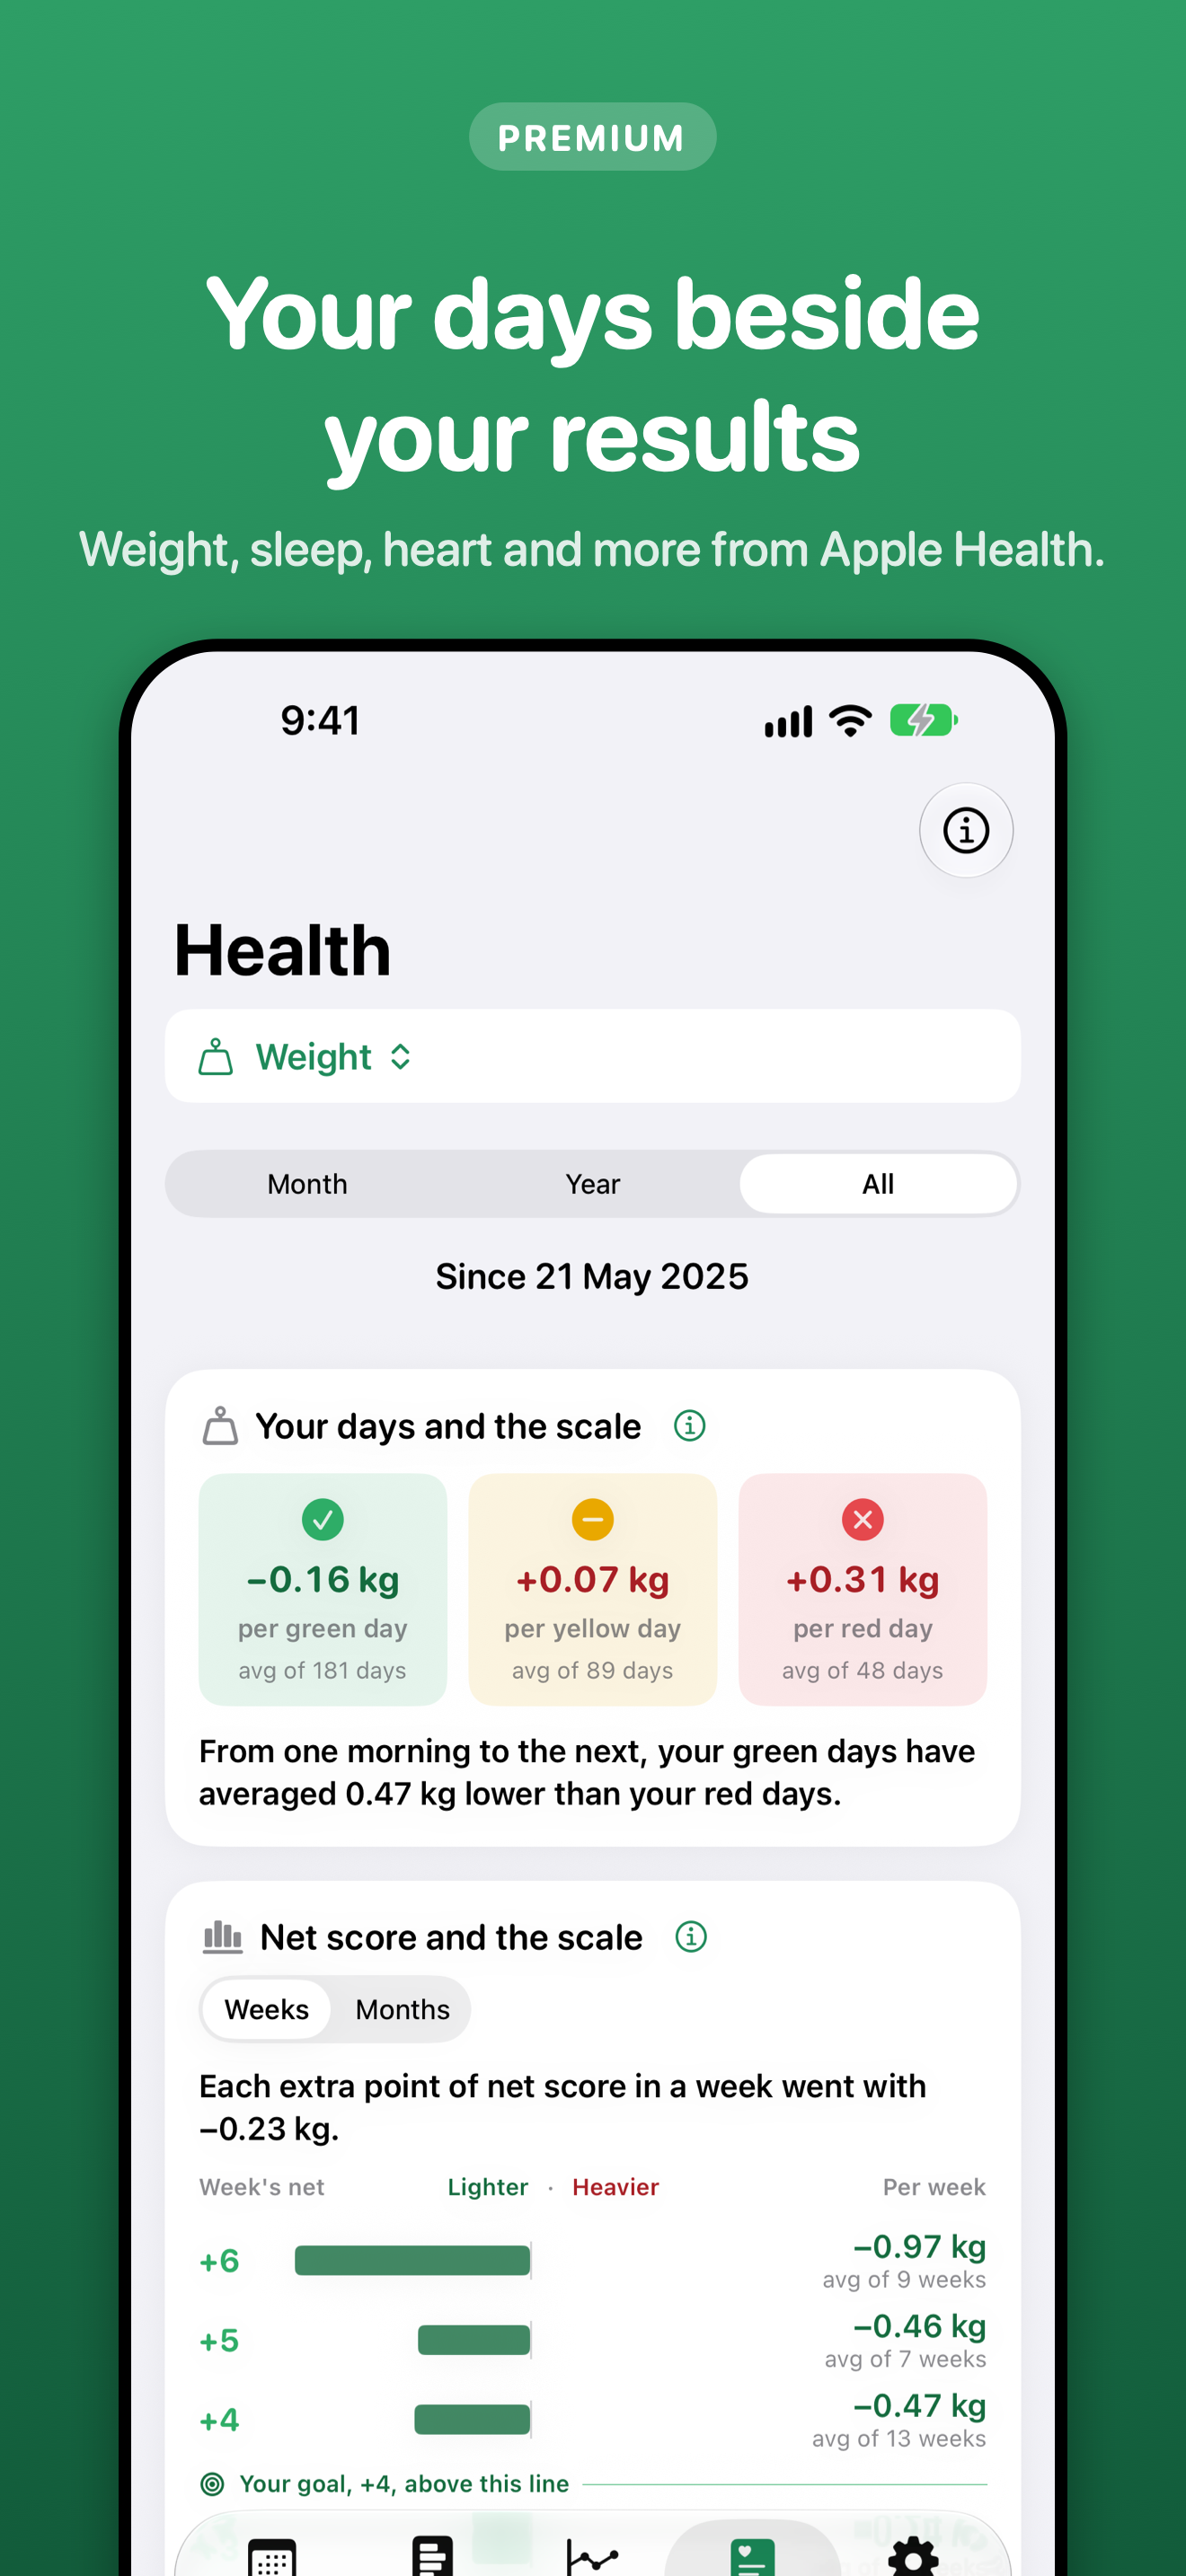 PREMIUM
Your days beside
your results
Weight, sleep, heart and more from Apple Health.
9:41
Health
Weight
Month Year All
Since 21 May 2025
Your days and the scale
−0.16 kg +0.07 kg +0.31 kg
per green day per yellow day per red day
avg of 181 days avg of 89 days avg of 48 days
From one morning to the next, your green days have
averaged 0.47 kg lower than your red days.
Net score and the scale
Weeks Months
Each extra point of net score in a week went with
−0.23 kg.
Week's net Lighter · Heavier Per week
+6 −0.97 kg
avg of 9 weeks
+5 −0.46 kg
avg of 7 weeks
+4 −0.47 kg
avg of 13 weeks
Your goal, +4, above this line